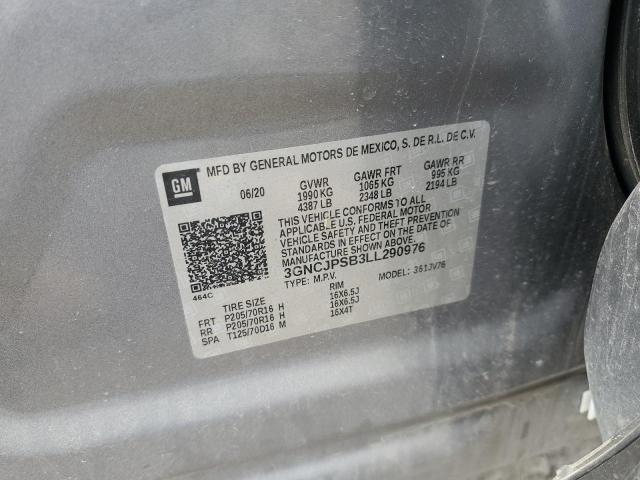 MFD BY GENERAL MOTORS DE MEXICO, S. DE R.L. DE C.V.
GM
06/20 GVWR GAWR FRT GAWR RR
1990 KG 1065 KG 995 KG
4387 LB 2348 LB 2194 LB
THIS VEHICLE CONFORMS TO ALL
APPLICABLE U.S. FEDERAL MOTOR
VEHICLE SAFETY AND THEFT PREVENTION
STANDARDS IN EFFECT ON THE DATE OF
MANUFACTURE SHOWN ABOVE.
3GNCJPSB3LL290976
TYPE: M.P.V. MODEL: 361JV76
464C
TIRE SIZE RIM
FRT P205/70R16 H 16X6.5J
RR P205/70R16 H 16X6.5J
SPA T125/70D16 M 16X4T